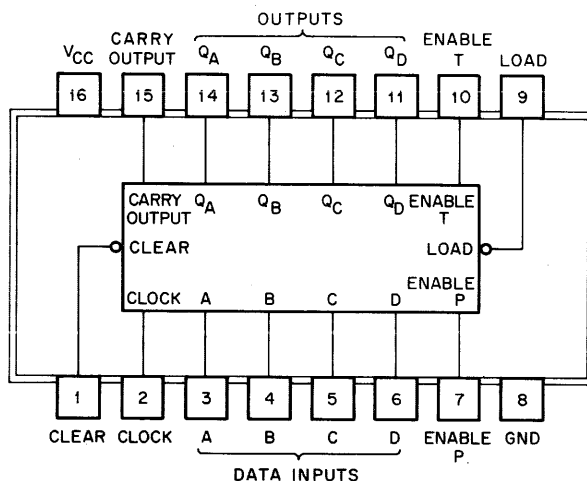 OUTPUTS
VCC CARRY OUTPUT QA QB QC QD ENABLE T LOAD
16 15 14 13 12 11 10 9
CARRY OUTPUT QA QB QC QD ENABLE T
CLEAR LOAD
CLOCK A B C D ENABLE P
1 2 3 4 5 6 7 8
CLEAR CLOCK A B C D ENABLE P GND
DATA INPUTS